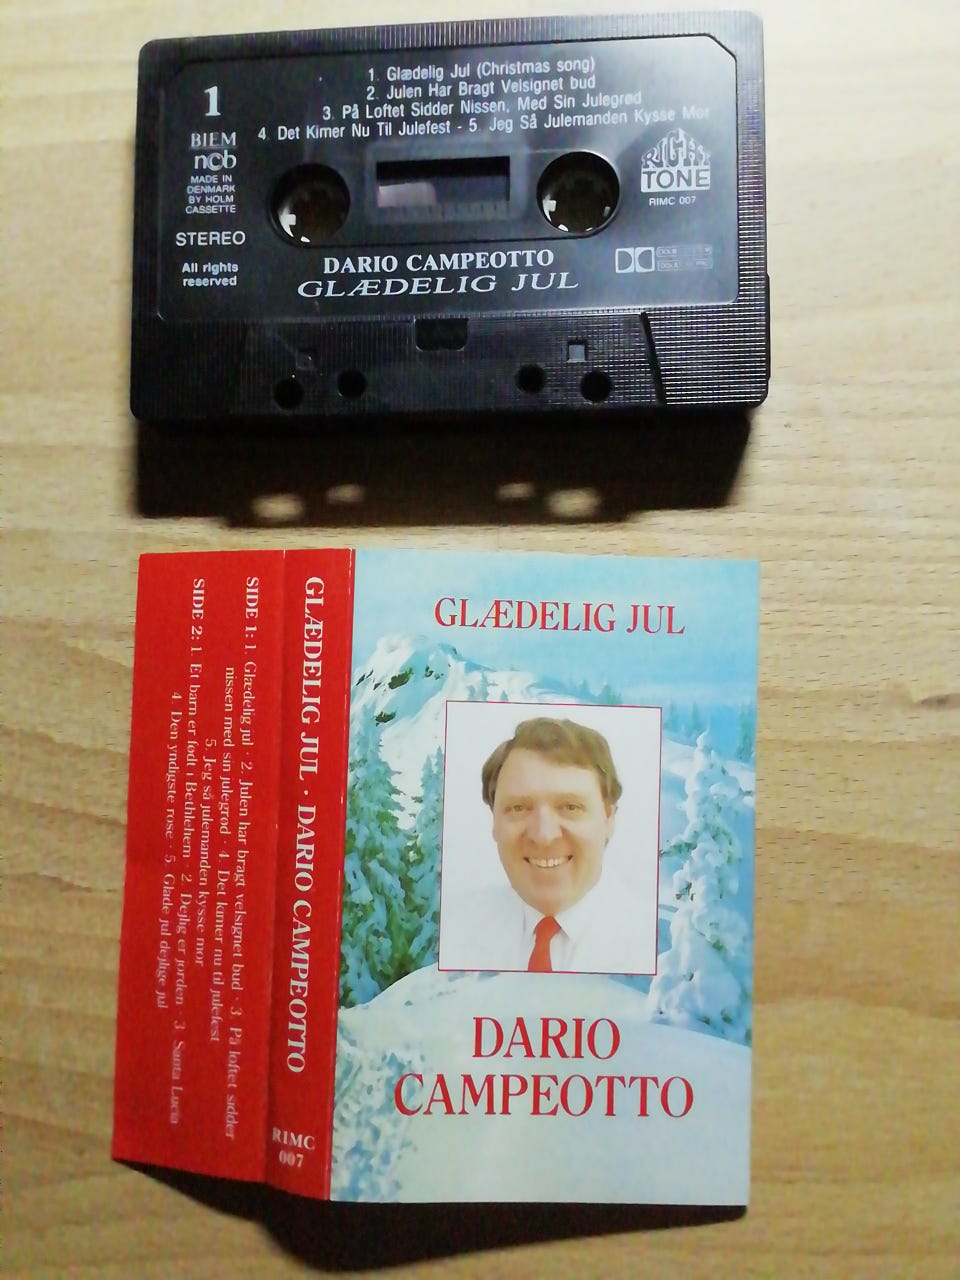 1
BIEM
ncb
MADE IN
DENMARK
BY HOLM
CASSETTE
STEREO
All rights
reserved
1. Glædelig Jul (Christmas song)
2. Julen Har Bragt Velsignet bud
3. På Loftet Sidder Nissen, Med Sin Julegrød
4. Det Kimer Nu Til Julefest - 5. Jeg Så Julemanden Kysse Mor
RIGHT
TONE
RIMC 007
DARIO CAMPEOTTO
GLÆDELIG JUL
SIDE 1: 1. Glædelig jul · 2. Julen har bragt velsignet bud · 3. På loftet sidder
nissen med sin julegrød · 4. Det kimer nu til julefest
5. Jeg så julemanden kysse mor
SIDE 2: 1. Et barn er født i Bethlehem · 2. Dejlig er jorden · 3. Santa Lucia
4. Den yndigste rose · 5. Glade jul dejlige jul
GLÆDELIG JUL · DARIO CAMPEOTTO
RIMC
007
GLÆDELIG JUL
DARIO
CAMPEOTTO